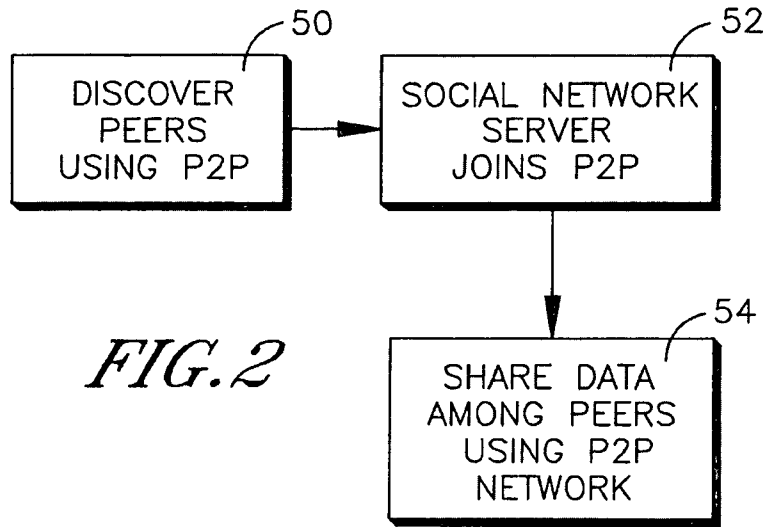 50
DISCOVER
PEERS
USING P2P
52
SOCIAL NETWORK
SERVER
JOINS P2P
54
SHARE DATA
AMONG PEERS
USING P2P
NETWORK
FIG.2